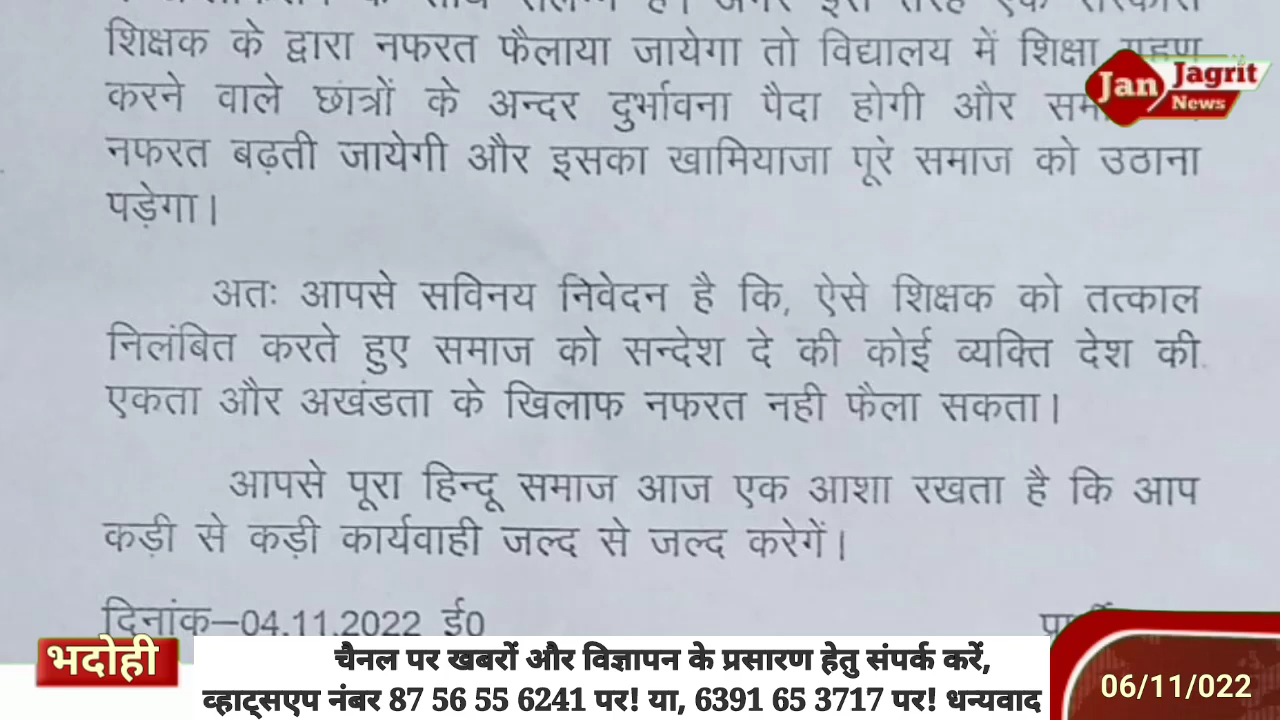 शिक्षक के द्वारा नफरत फैलाया जायेगा तो विद्यालय में शिक्षा ग्रहण
करने वाले छात्रों के अन्दर दुर्भावना पैदा होगी और
नफरत बढ़ती जायेगी और इसका खामियाजा पूरे समाज को उठाना
पड़ेगा।
Jan Jagrit
News
अतः आपसे सविनय निवेदन है कि, ऐसे शिक्षक को तत्काल
निलंबित करते हुए समाज को सन्देश दे की कोई व्यक्ति देश की
एकता और अखंडता के खिलाफ नफरत नही फैला सकता।
आपसे पूरा हिन्दू समाज आज एक आशा रखता है कि आप
कड़ी से कड़ी कार्यवाही जल्द से जल्द करेगें।
दिनांक–04.11.2022 ई0
भदोही
चैनल पर खबरों और विज्ञापन के प्रसारण हेतु संपर्क करें,
व्हाट्सएप नंबर 87 56 55 6241 पर! या, 6391 65 3717 पर! धन्यवाद
06/11/022